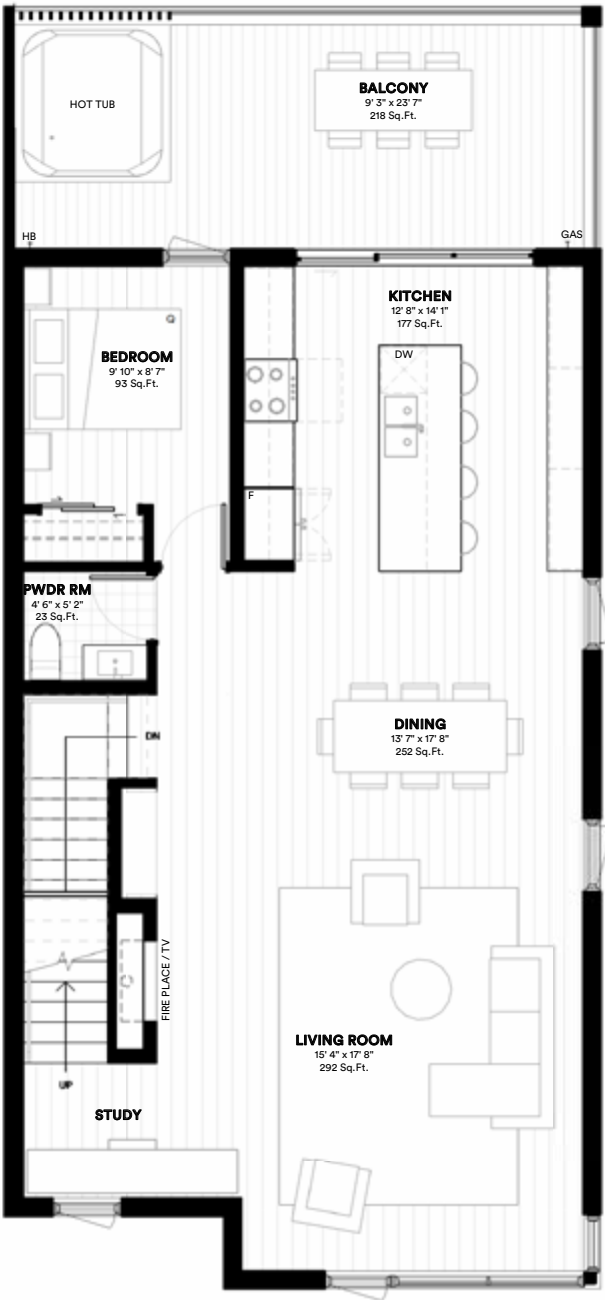 HOT TUB
BALCONY
9' 3" x 23' 7"
218 Sq.Ft.
HB
GAS
KITCHEN
12' 8" x 14' 1"
177 Sq.Ft.
DW
Q
BEDROOM
9' 10" x 8' 7"
93 Sq.Ft.
F
PWDR RM
4' 6" x 5' 2"
23 Sq.Ft.
DINING
13' 7" x 17' 8"
252 Sq.Ft.
DN
FIRE PLACE / TV
LIVING ROOM
15' 4" x 17' 8"
292 Sq.Ft.
UP
STUDY